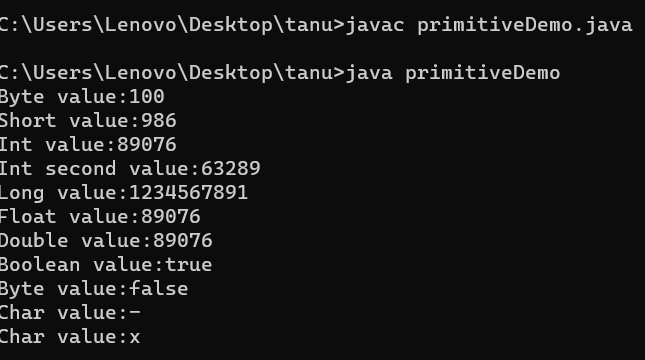 C:\Users\Lenovo\Desktop\tanu>javac primitiveDemo.java
C:\Users\Lenovo\Desktop\tanu>java primitiveDemo
Byte value:100
Short value:986
Int value:89076
Int second value:63289
Long value:1234567891
Float value:89076
Double value:89076
Boolean value:true
Byte value:false
Char value:-
Char value:x